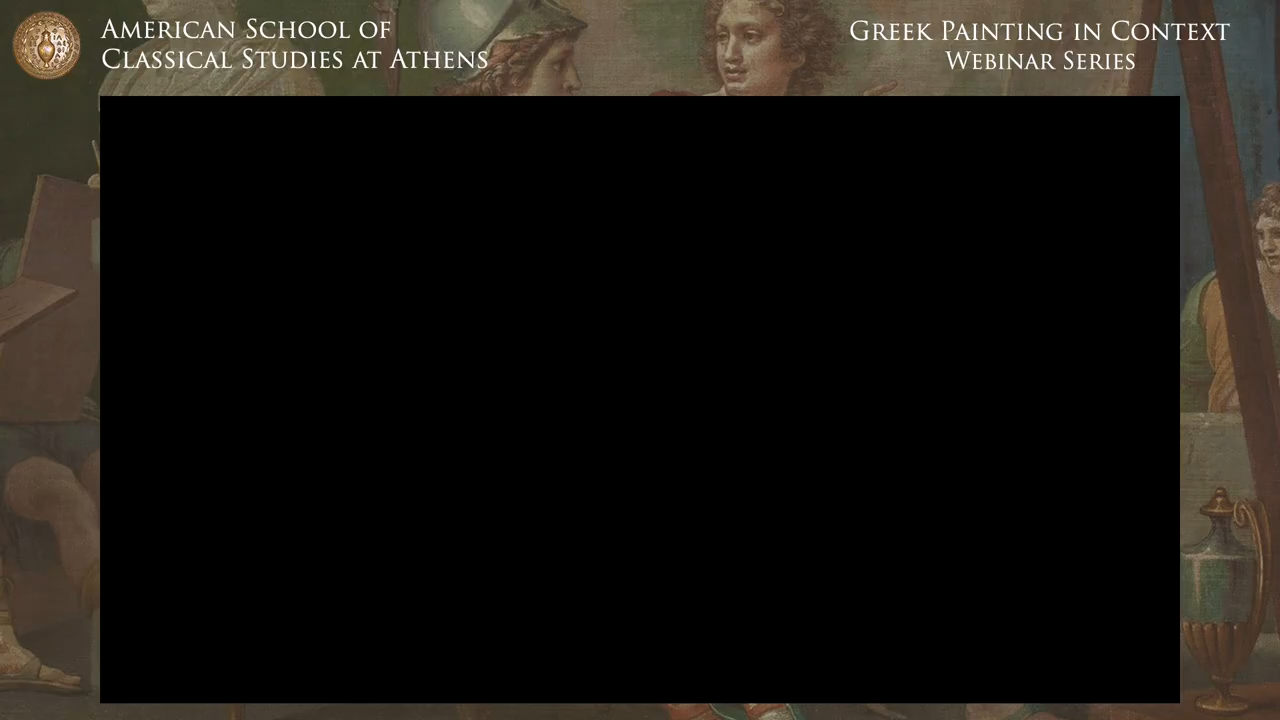 American School of
Classical Studies at Athens
Greek Painting in Context
Webinar Series